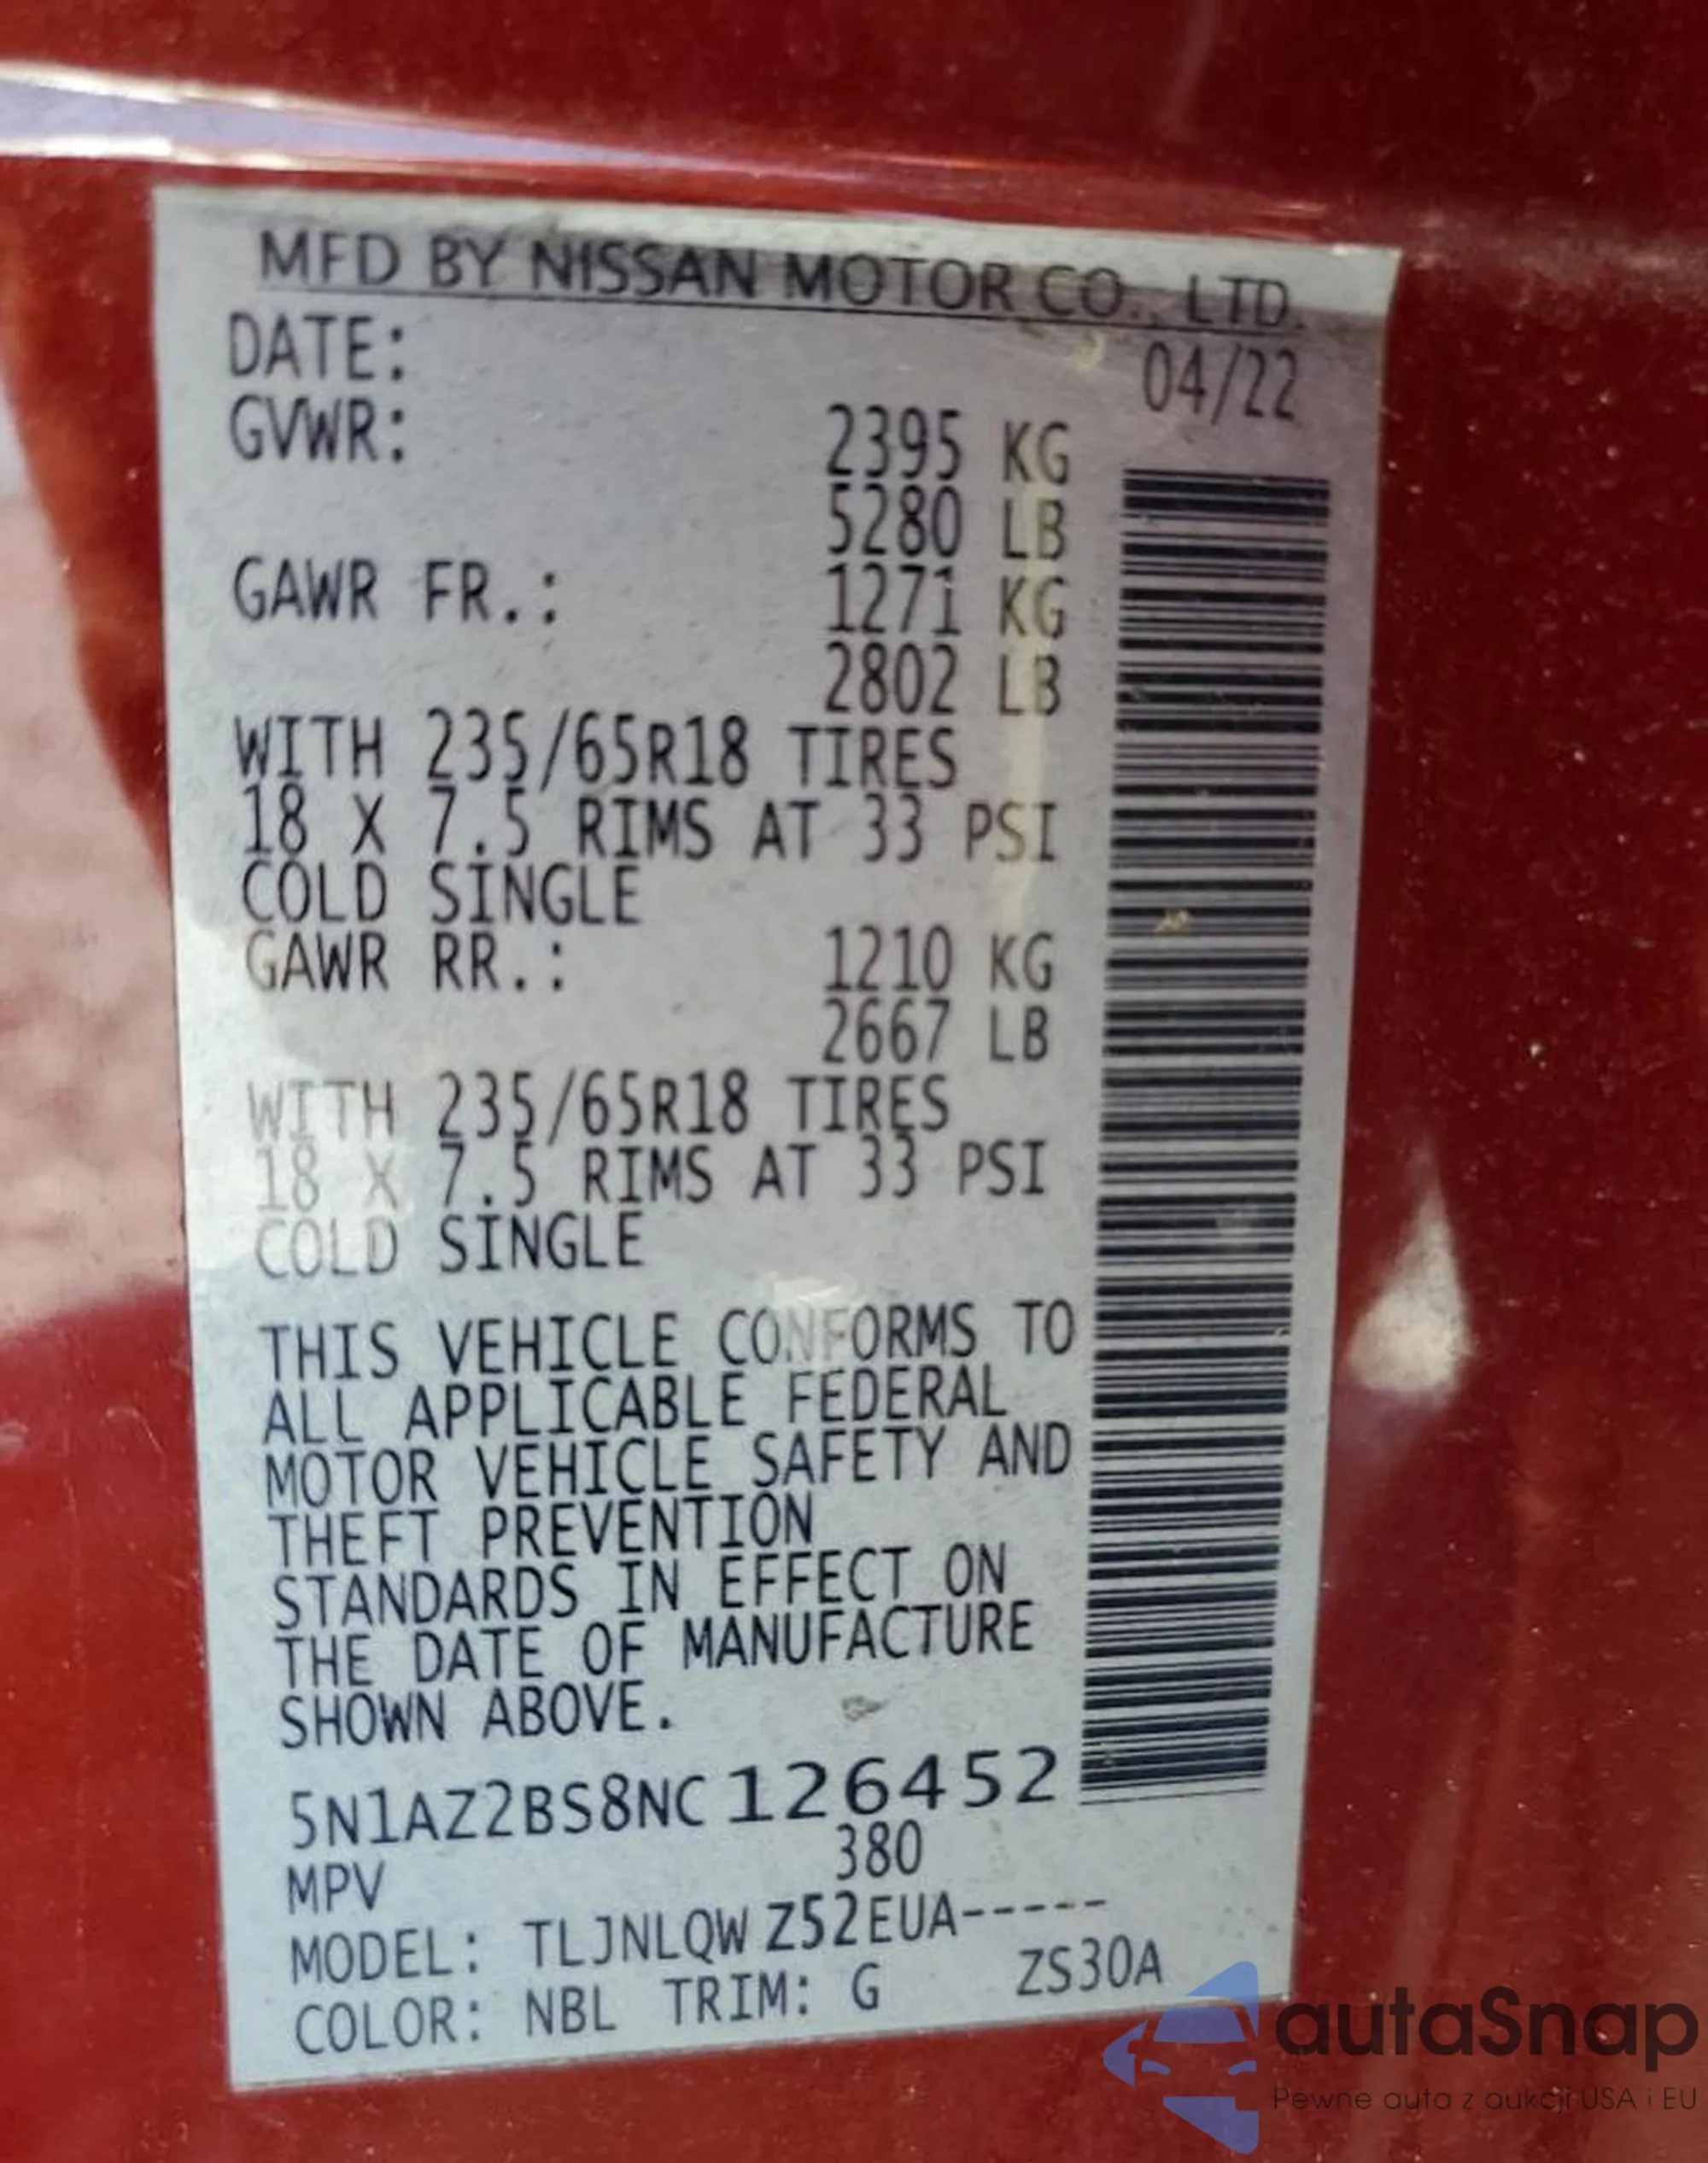 MFD BY NISSAN MOTOR CO., LTD.
DATE: 04/22
GVWR: 2395 KG
5280 LB
GAWR FR.: 1271 KG
2802 LB
WITH 235/65R18 TIRES
18 X 7.5 RIMS AT 33 PSI
COLD SINGLE
GAWR RR.: 1210 KG
2667 LB
WITH 235/65R18 TIRES
18 X 7.5 RIMS AT 33 PSI
COLD SINGLE
THIS VEHICLE CONFORMS TO
ALL APPLICABLE FEDERAL
MOTOR VEHICLE SAFETY AND
THEFT PREVENTION
STANDARDS IN EFFECT ON
THE DATE OF MANUFACTURE
SHOWN ABOVE.
5N1AZ2BS8NC126452
MPV 380
MODEL: TLJNLQW Z52EUA-----
COLOR: NBL TRIM: G ZS30A
autaSnap
Pewne auta z aukcji USA i EU